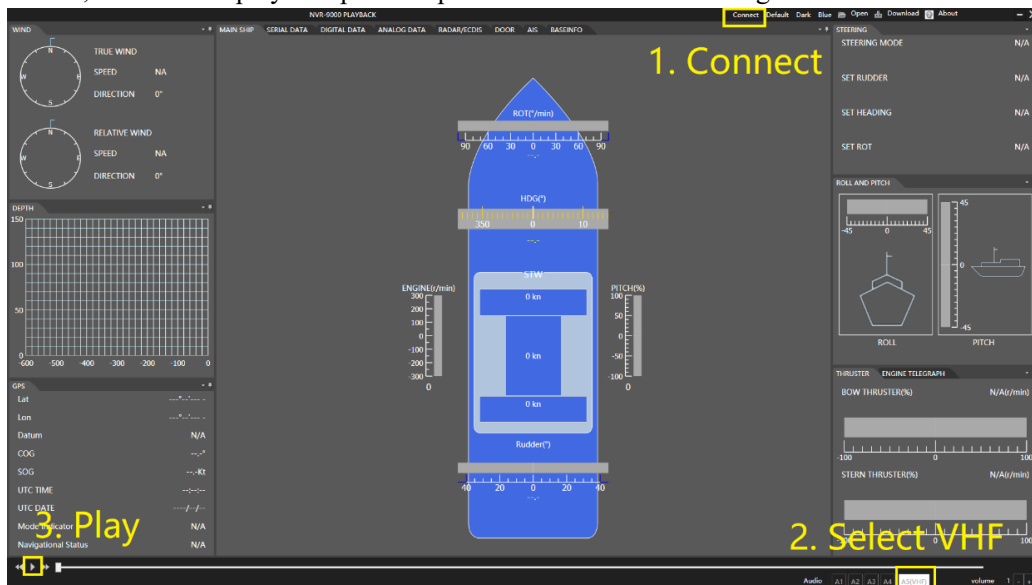 NVR-9000 PLAYBACK
Connect Default Dark Blue Open Download About
WIND
TRUE WIND
N
W E
S
SPEED NA
DIRECTION 0°
RELATIVE WIND
N
W E
S
SPEED NA
DIRECTION 0°
DEPTH
150
100
50
0
-600 -500 -400 -300 -200 -100 0
GPS
Lat ---°--'--- -
Lon ---°--'--- -
Datum N/A
COG --.-°
SOG --.-Kt
UTC TIME --:--:--
UTC DATE ----/--/--
Mode Indicator N/A
Navigational Status N/A
3. Play
MAIN SHIP SERIAL DATA DIGITAL DATA ANALOG DATA RADAR/ECDIS DOOR AIS BASEINFO
1. Connect
ROT(°/min)
90 60 30 0 30 60 90
--.-
HDG(°)
350 0 10
--.-
STW
0 kn
0 kn
0 kn
ENGINE(r/min)
300
200
100
0
-100
-200
-300
0
PITCH(%)
100
50
0
-50
-100
0
Rudder(°)
40 20 0 20 40
--.-
STEERING
STEERING MODE N/A
SET RUDDER N/A
SET HEADING N/A
SET ROT N/A
ROLL AND PITCH
-45 0 45
45
0
-45
ROLL PITCH
THRUSTER ENGINE TELEGRAPH
BOW THRUSTER(%) N/A(r/min)
-100 0 100
STERN THRUSTER(%) N/A(r/min)
2. Select VHF
Audio A1 A2 A3 A4 A5(VHF) volume 1 - +